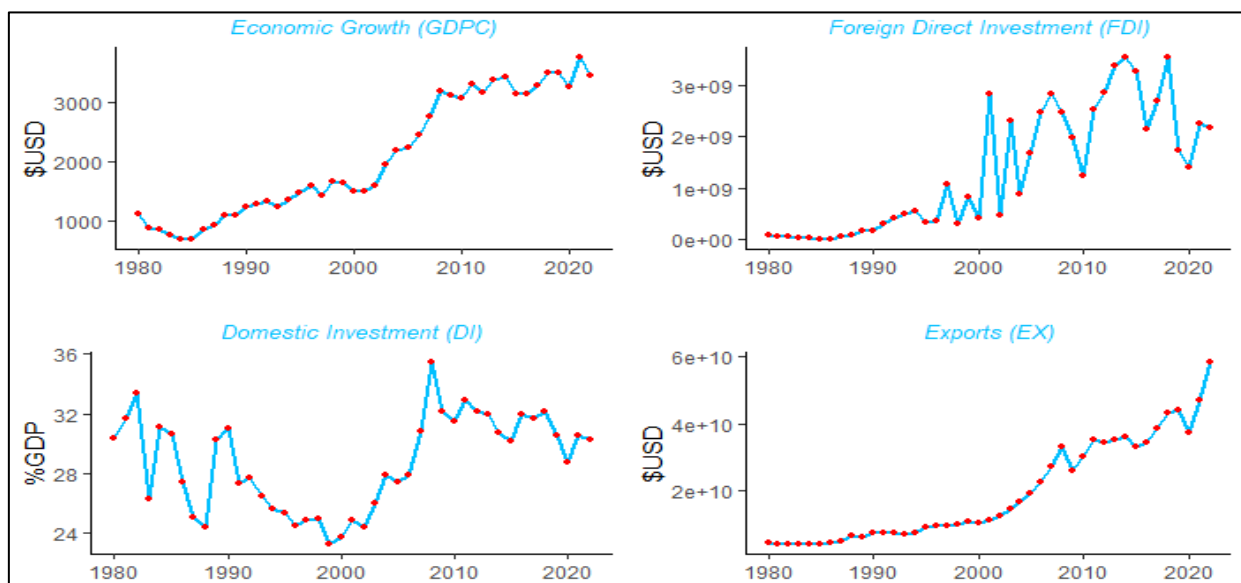 Economic Growth (GDPC)
$USD
3000
2000
1000
1980 1990 2000 2010 2020
Foreign Direct Investment (FDI)
$USD
3e+09
2e+09
1e+09
0e+00
1980 1990 2000 2010 2020
Domestic Investment (DI)
%GDP
36
32
28
24
1980 1990 2000 2010 2020
Exports (EX)
$USD
6e+10
4e+10
2e+10
1980 1990 2000 2010 2020